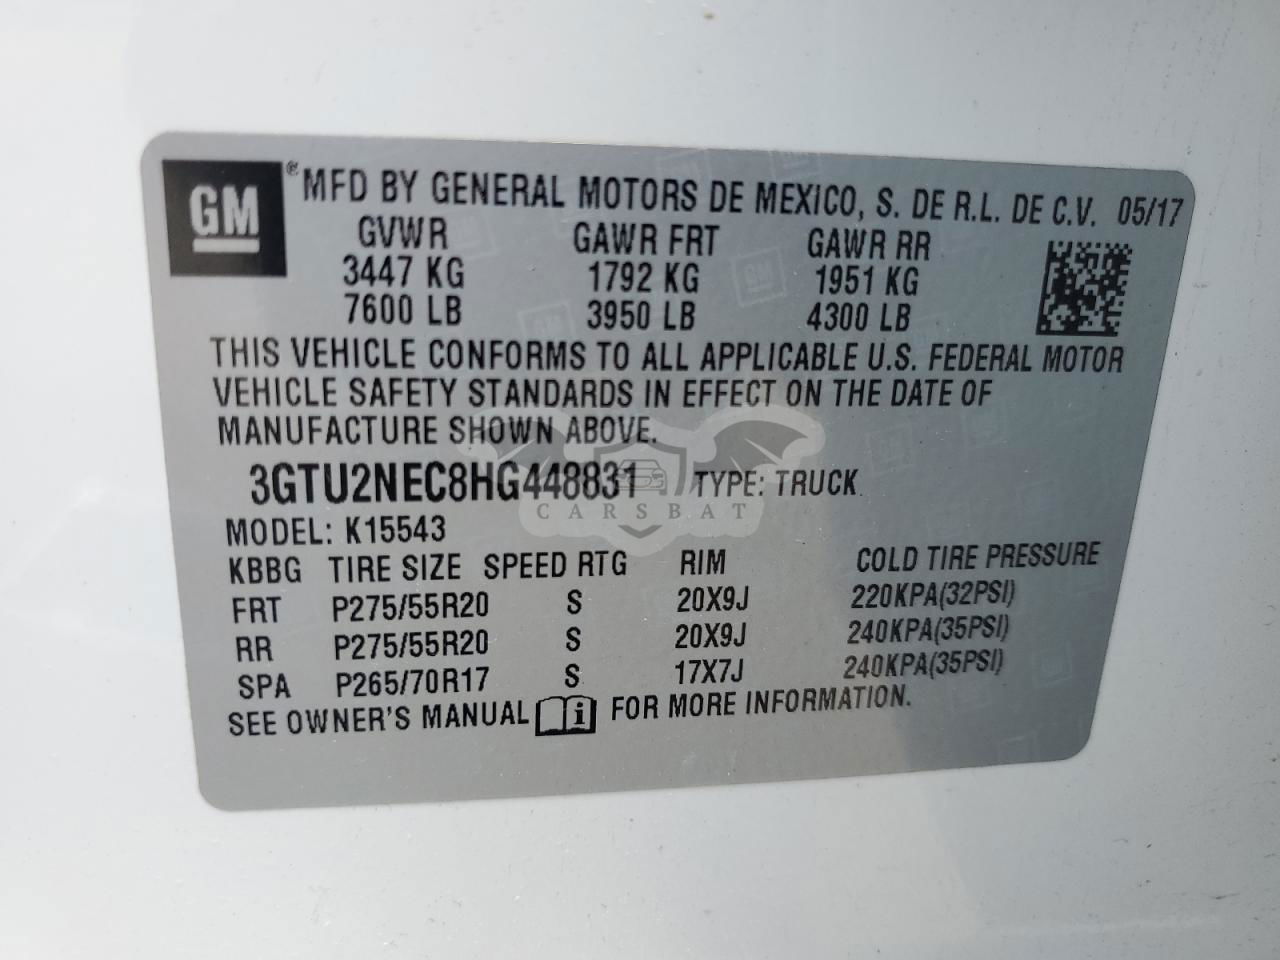 GM ® MFD BY GENERAL MOTORS DE MEXICO, S. DE R.L. DE C.V. 05/17
GVWR GAWR FRT GAWR RR
3447 KG 1792 KG 1951 KG
7600 LB 3950 LB 4300 LB
THIS VEHICLE CONFORMS TO ALL APPLICABLE U.S. FEDERAL MOTOR
VEHICLE SAFETY STANDARDS IN EFFECT ON THE DATE OF
MANUFACTURE SHOWN ABOVE.
3GTU2NEC8HG448831 TYPE: TRUCK
CARSBAT
MODEL: K15543
KBBG TIRE SIZE SPEED RTG RIM COLD TIRE PRESSURE
FRT P275/55R20 S 20X9J 220KPA(32PSI)
RR P275/55R20 S 20X9J 240KPA(35PSI)
SPA P265/70R17 S 17X7J 240KPA(35PSI)
SEE OWNER'S MANUAL i FOR MORE INFORMATION.